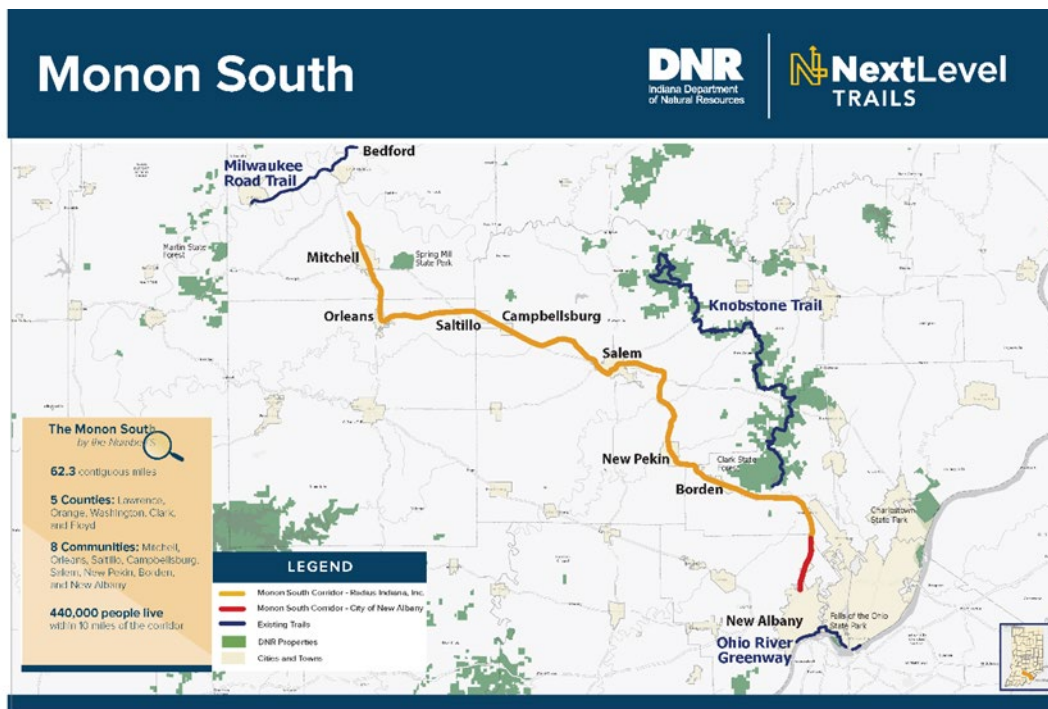 Monon South
DNR
Indiana Department
of Natural Resources
NextLevel
TRAILS
Bedford
Milwaukee
Road Trail
Martin State
Forest
Mitchell
Spring Mill
State Park
Orleans
Saltillo
Campbellsburg
Salem
Knobstone Trail
New Pekin
Clark State
Borden
Charlestown
State Park
New Albany
Falls of the Ohio
State Park
Ohio River
Greenway
The Monon South
by the Numbers
62.3 contiguous miles
5 Counties: Lawrence,
Orange, Washington, Clark,
and Floyd
8 Communities: Mitchell,
Orleans, Saltillo, Campbellsburg,
Salem, New Pekin, Borden,
and New Albany
440,000 people live
within 10 miles of the corridor
LEGEND
Monon South Corridor - Radius Indiana, Inc.
Monon South Corridor - City of New Albany
Existing Trails
DNR Properties
Cities and Towns